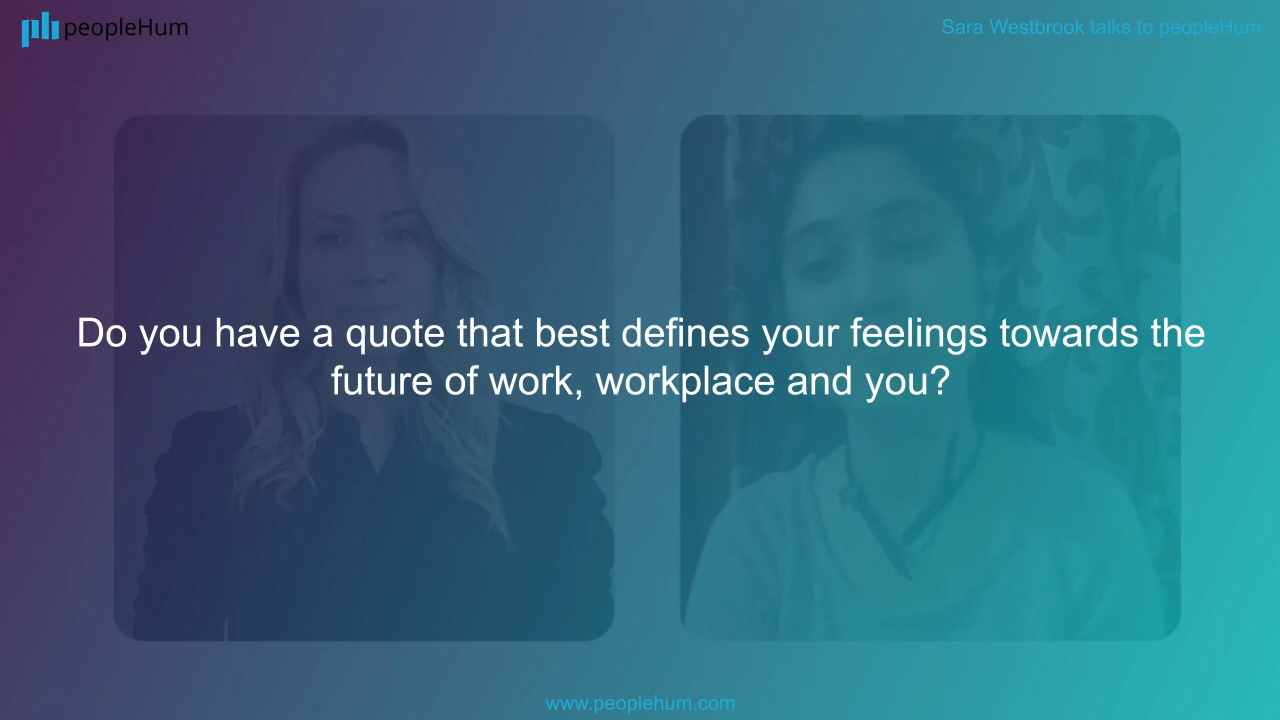 peopleHum
Sara Westbrook talks to peopleHum
Do you have a quote that best defines your feelings towards the
future of work, workplace and you?
www.peoplehum.com